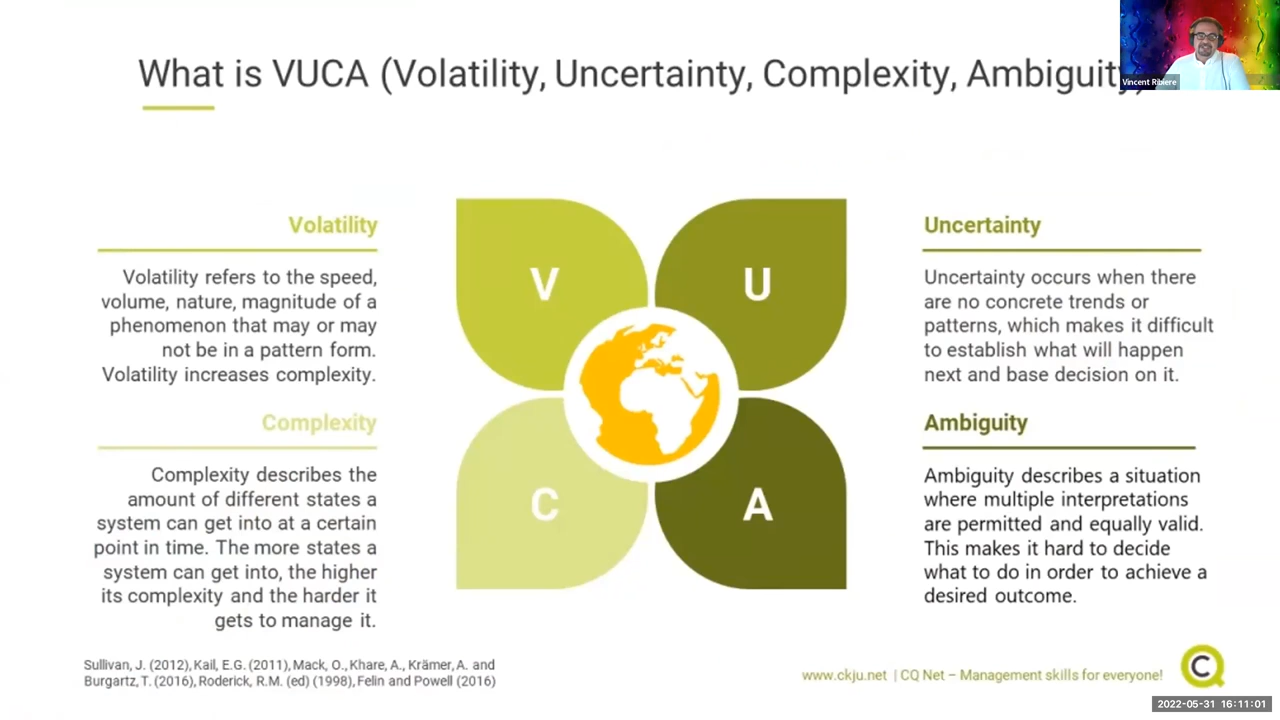 What is VUCA (Volatility, Uncertainty, Complexity, Ambiguity)
Vincent Ribiere
Volatility
Volatility refers to the speed,
volume, nature, magnitude of a
phenomenon that may or may
not be in a pattern form.
Volatility increases complexity.
Complexity
Complexity describes the
amount of different states a
system can get into at a certain
point in time. The more states a
system can get into, the higher
its complexity and the harder it
gets to manage it.
V
U
C
A
Uncertainty
Uncertainty occurs when there
are no concrete trends or
patterns, which makes it difficult
to establish what will happen
next and base decision on it.
Ambiguity
Ambiguity describes a situation
where multiple interpretations
are permitted and equally valid.
This makes it hard to decide
what to do in order to achieve a
desired outcome.
Sullivan, J. (2012), Kail, E.G. (2011), Mack, O., Khare, A., Krämer, A. and
Burgartz, T. (2016), Roderick, R.M. (ed) (1998), Felin and Powell (2016)
www.ckju.net | CQ Net – Management skills for everyone!
C
2022-05-31 16:11:01